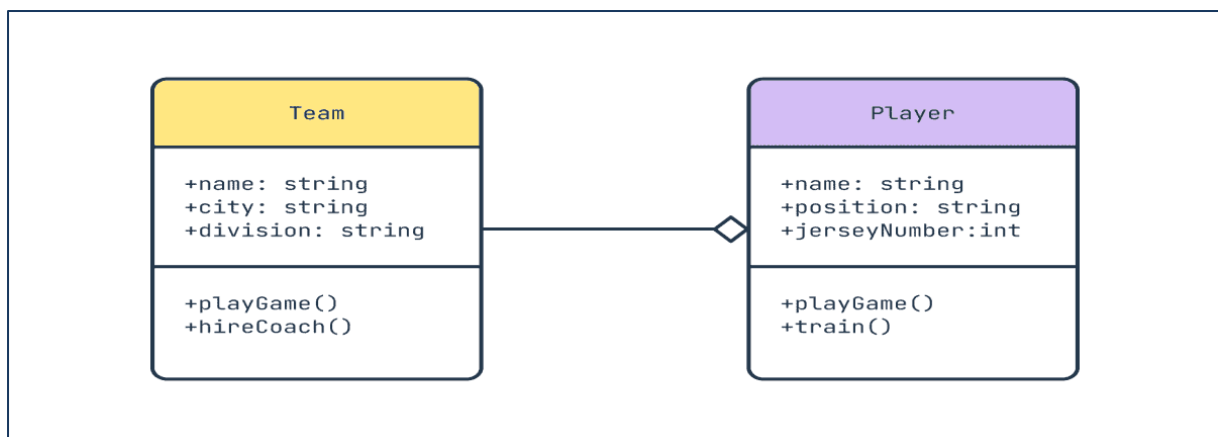 Team
+name: string
+city: string
+division: string
+playGame()
+hireCoach()
Player
+name: string
+position: string
+jerseyNumber:int
+playGame()
+train()